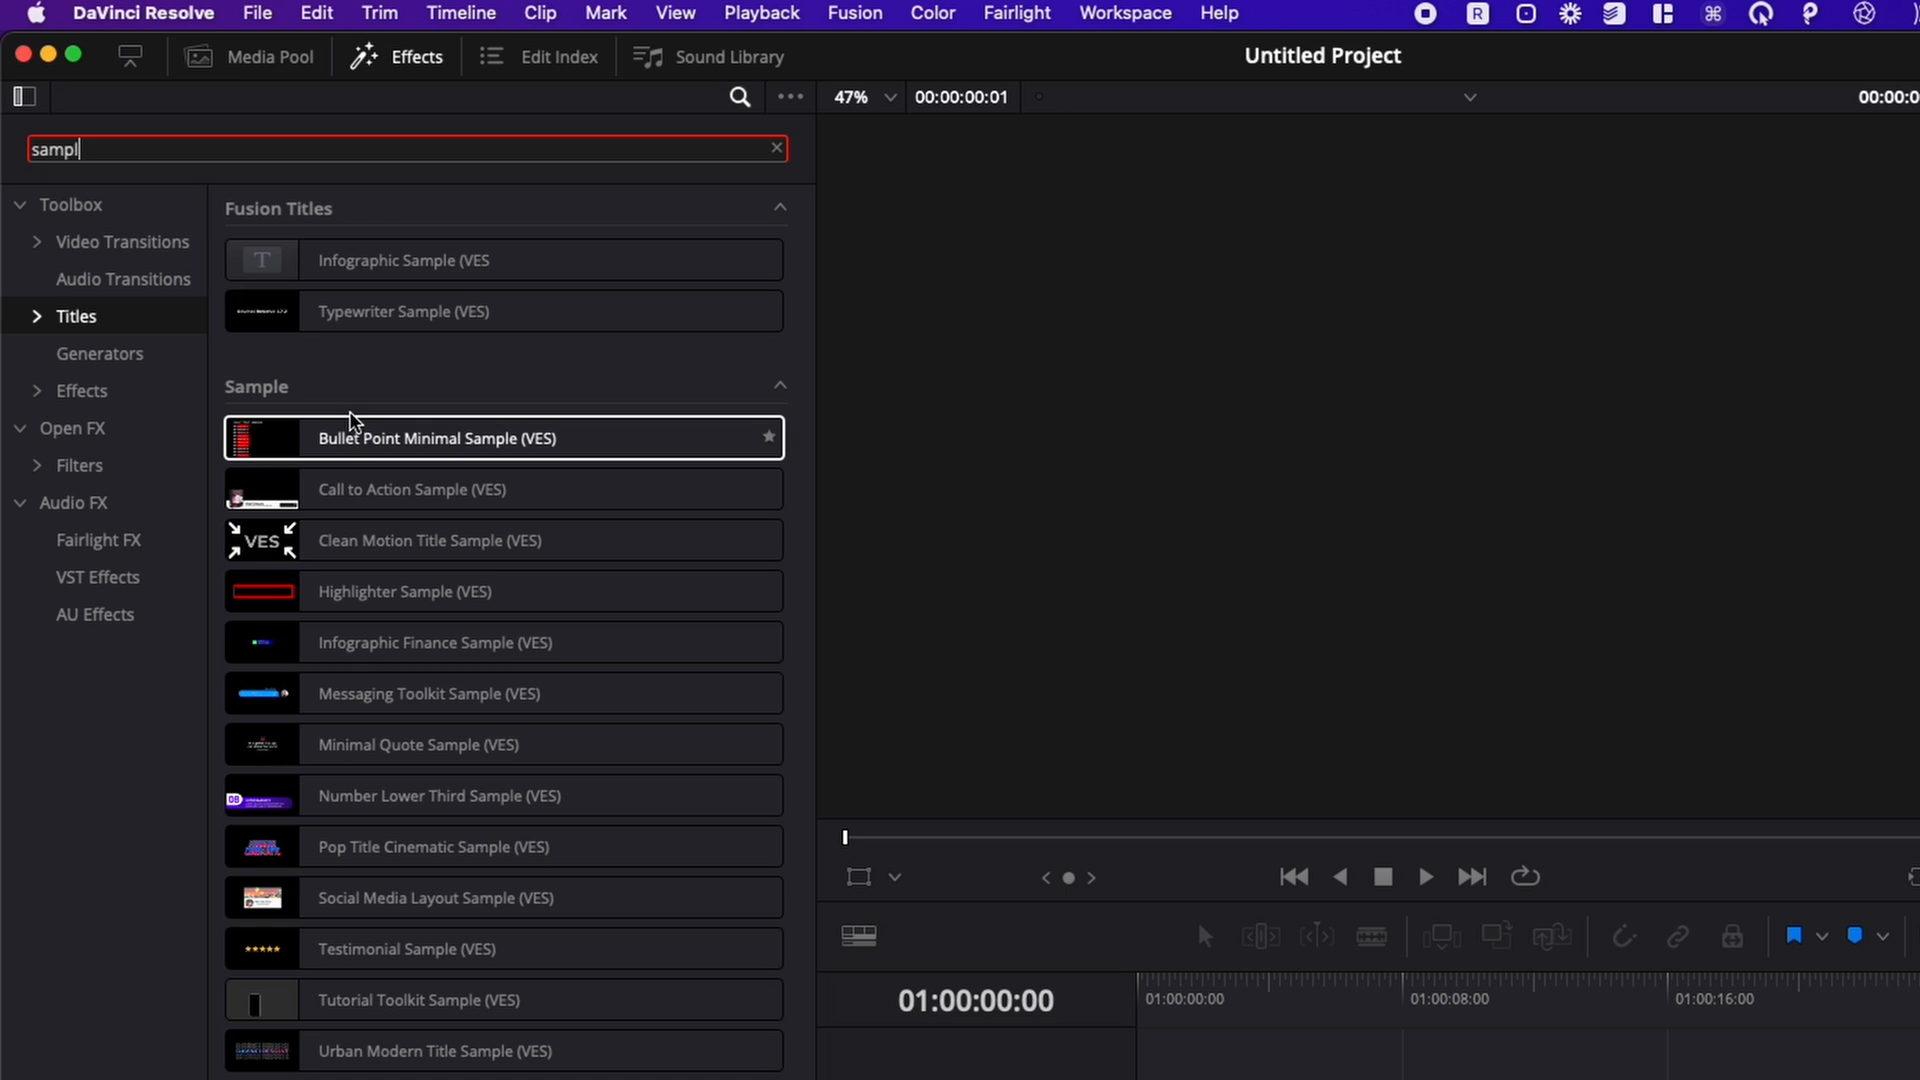 DaVinci Resolve File Edit Trim Timeline Clip Mark View Playback Fusion Color Fairlight Workspace Help
Media Pool Effects Edit Index Sound Library Untitled Project
47% 00:00:00:01 00:00:0
sampl
Toolbox
Video Transitions
Audio Transitions
Titles
Generators
Effects
Open FX
Filters
Audio FX
Fairlight FX
VST Effects
AU Effects
Fusion Titles
Infographic Sample (VES
Typewriter Sample (VES)
Sample
Bullet Point Minimal Sample (VES)
Call to Action Sample (VES)
VES Clean Motion Title Sample (VES)
Highlighter Sample (VES)
Infographic Finance Sample (VES)
Messaging Toolkit Sample (VES)
Minimal Quote Sample (VES)
08 Number Lower Third Sample (VES)
Pop Title Cinematic Sample (VES)
Social Media Layout Sample (VES)
Testimonial Sample (VES)
Tutorial Toolkit Sample (VES)
Urban Modern Title Sample (VES)
01:00:00:00 01:00:00:00 01:00:08:00 01:00:16:00